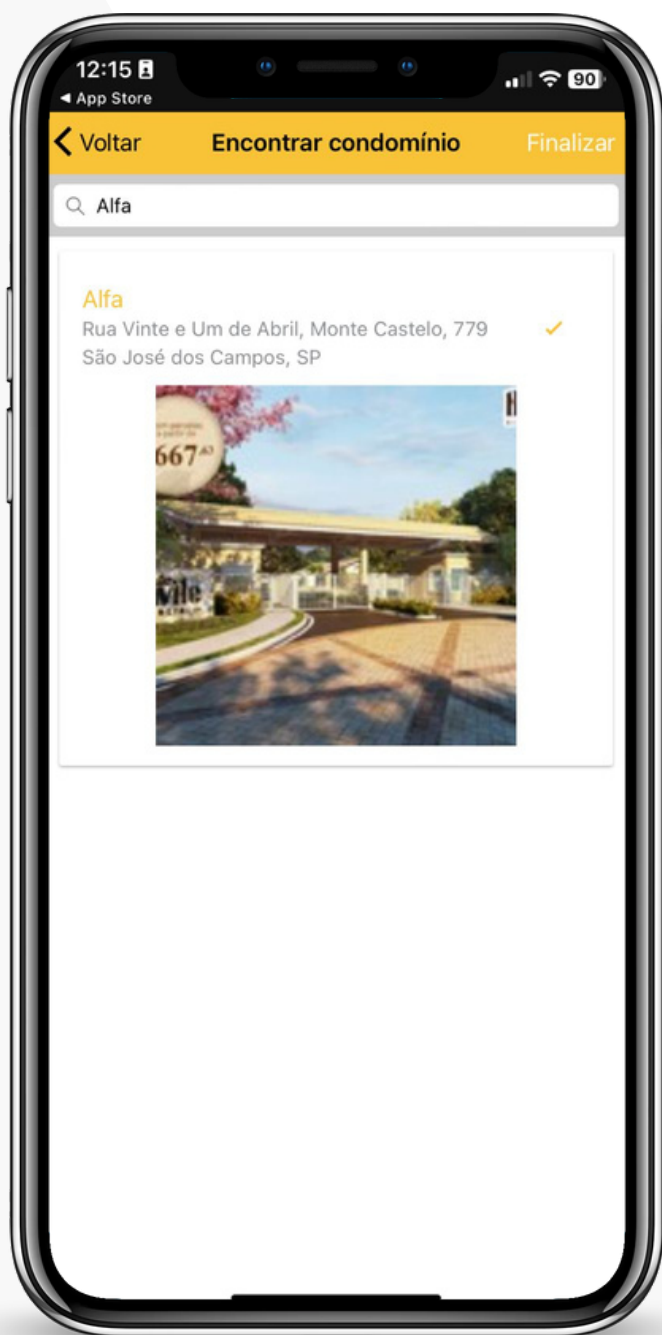 12:15
90
App Store
Voltar
Encontrar condomínio
Finalizar
Alfa
Alfa
Rua Vinte e Um de Abril, Monte Castelo, 779
São José dos Campos, SP
667
vile